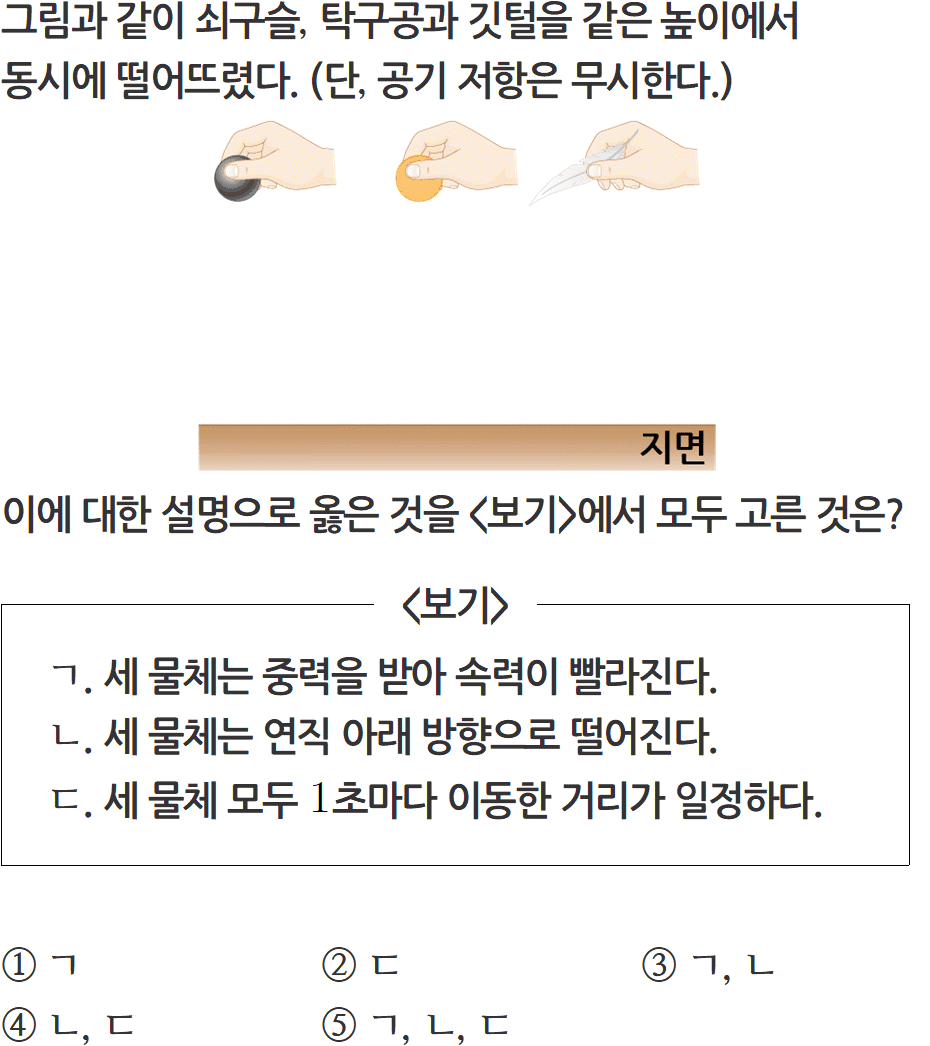 그림과 같이 쇠구슬, 탁구공과 깃털을 같은 높이에서
동시에 떨어뜨렸다. (단, 공기 저항은 무시한다.)
지면
이에 대한 설명으로 옳은 것을 <보기>에서 모두 고른 것은?
<보기>
ㄱ. 세 물체는 중력을 받아 속력이 빨라진다.
ㄴ. 세 물체는 연직 아래 방향으로 떨어진다.
ㄷ. 세 물체 모두 1초마다 이동한 거리가 일정하다.
① ㄱ ② ㄷ ③ ㄱ, ㄴ
④ ㄴ, ㄷ ⑤ ㄱ, ㄴ, ㄷ